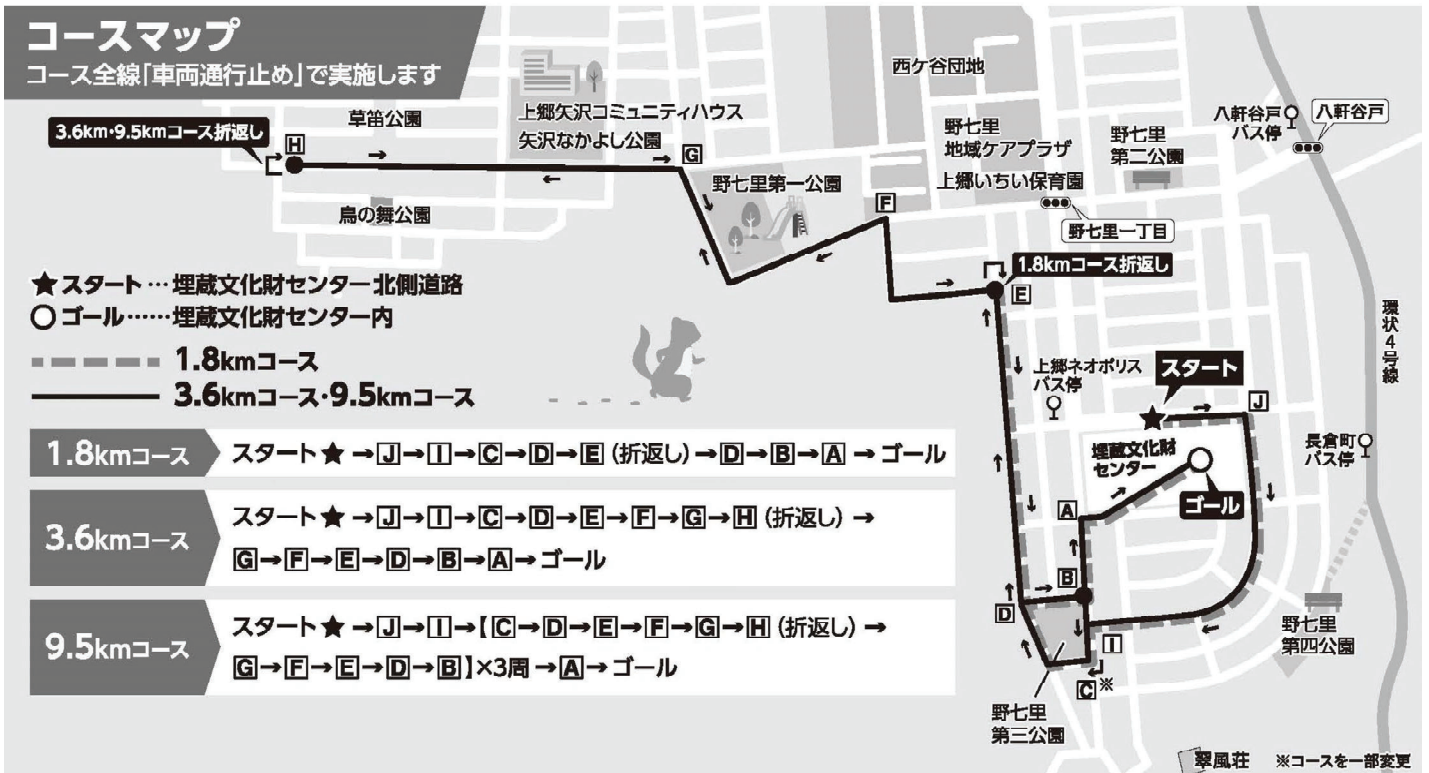 コースマップ
コース全線「車両通行止め」で実施します
3.6km・9.5kmコース折返し
H
草笛公園
鳥の舞公園
上郷矢沢コミュニティハウス
矢沢なかよし公園
G
野七里第一公園
西ケ谷団地
野七里
地域ケアプラザ
上郷いちい保育園
F
野七里
第二公園
八軒谷戸
バス停
八軒谷戸
野七里一丁目
1.8kmコース折返し
E
環状4号線
上郷ネオポリス
バス停
スタート
J
埋蔵文化財
センター
ゴール
長倉町
バス停
A
B
D
I
C※
野七里
第三公園
野七里
第四公園
翠風荘
※コースを一部変更
★スタート…埋蔵文化財センター北側道路
○ゴール……埋蔵文化財センター内
1.8kmコース
3.6kmコース・9.5kmコース
1.8kmコース
スタート★→J→I→C→D→E(折返し)→D→B→A→ゴール
3.6kmコース
スタート★→J→I→C→D→E→F→G→H(折返し)→
G→F→E→D→B→A→ゴール
9.5kmコース
スタート★→J→I→【C→D→E→F→G→H(折返し)→
G→F→E→D→B】×3周→A→ゴール